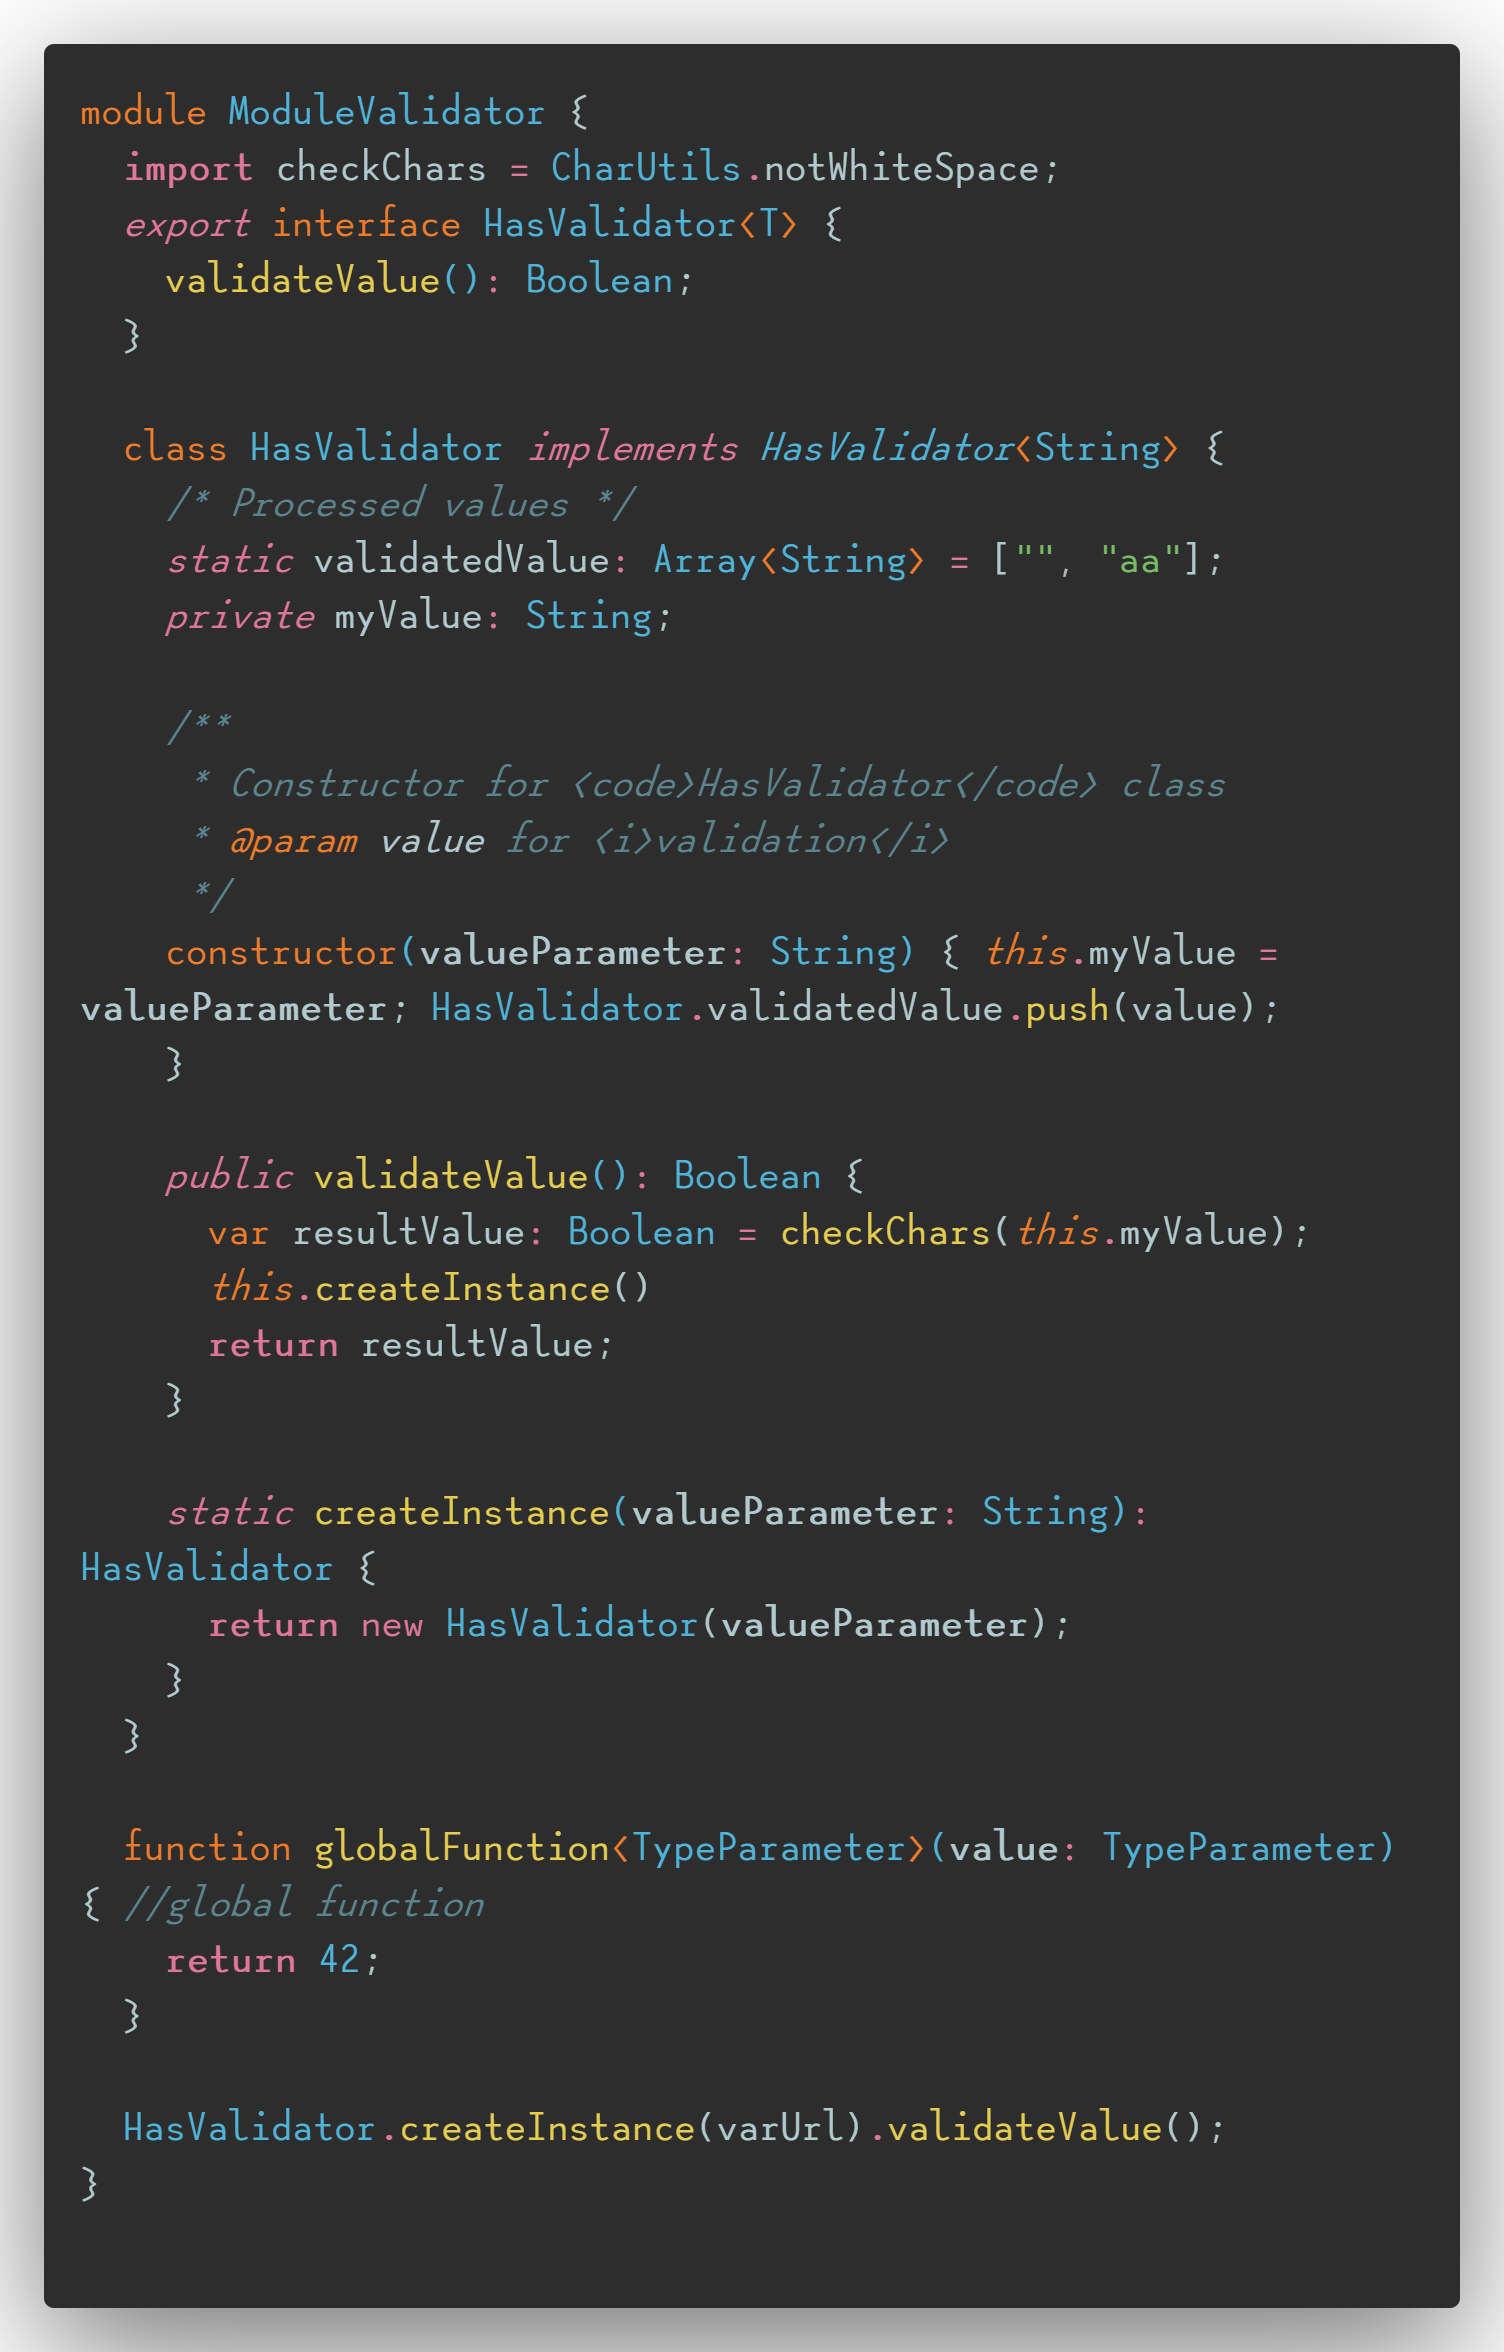 module ModuleValidator {
  import checkChars = CharUtils.notWhiteSpace;
  export interface HasValidator<T> {
    validateValue(): Boolean;
  }

  class HasValidator implements HasValidator<String> {
    /* Processed values */
    static validatedValue: Array<String> = ["", "aa"];
    private myValue: String;

    /**
     * Constructor for <code>HasValidator</code> class
     * @param value for <i>validation</i>
     */
    constructor(valueParameter: String) { this.myValue =
valueParameter; HasValidator.validatedValue.push(value);
    }

    public validateValue(): Boolean {
      var resultValue: Boolean = checkChars(this.myValue);
      this.createInstance()
      return resultValue;
    }

    static createInstance(valueParameter: String):
HasValidator {
      return new HasValidator(valueParameter);
    }
  }

  function globalFunction<TypeParameter>(value: TypeParameter)
{ //global function
    return 42;
  }

  HasValidator.createInstance(varUrl).validateValue();
}